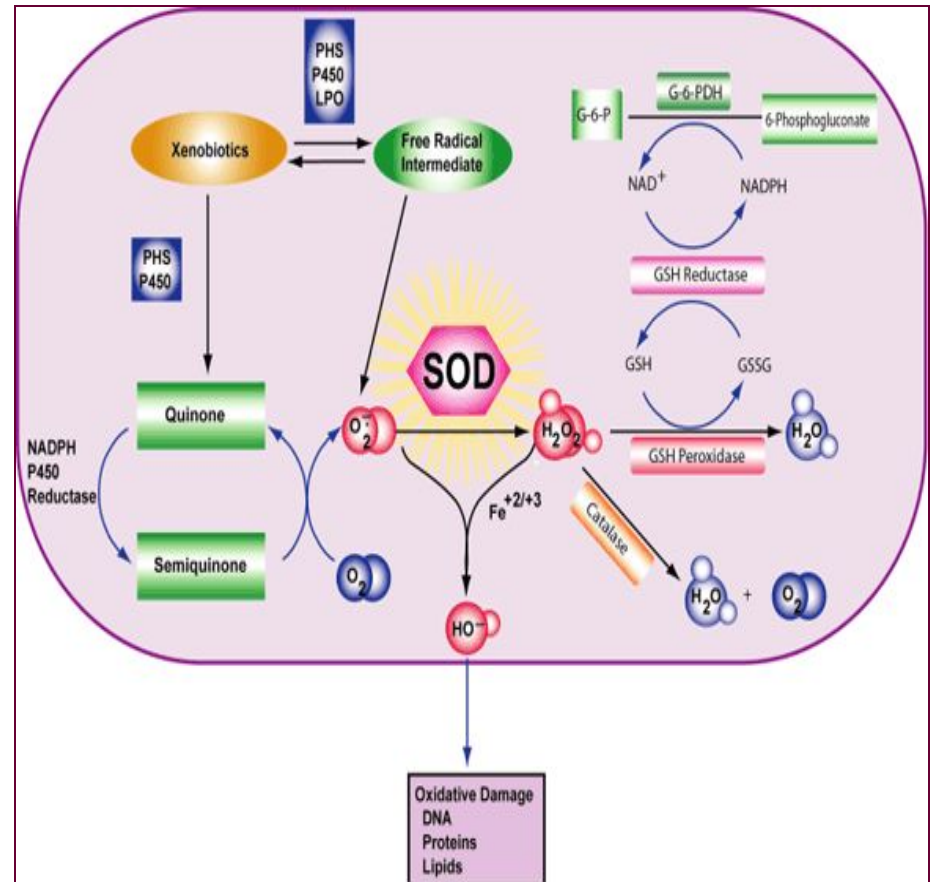 PHS
P450
LPO
Xenobiotics
Free Radical
Intermediate
G-6-P
G-6-PDH
6-Phosphogluconate
NAD+
NADPH
GSH Reductase
GSH
GSSG
PHS
P450
SOD
Quinone
O2∸
H2O2
GSH Peroxidase
H2O
NADPH
P450
Reductase
Fe+2/+3
Catalase
Semiquinone
O2
H2O
+
O2
HO−
Oxidative Damage
DNA
Proteins
Lipids